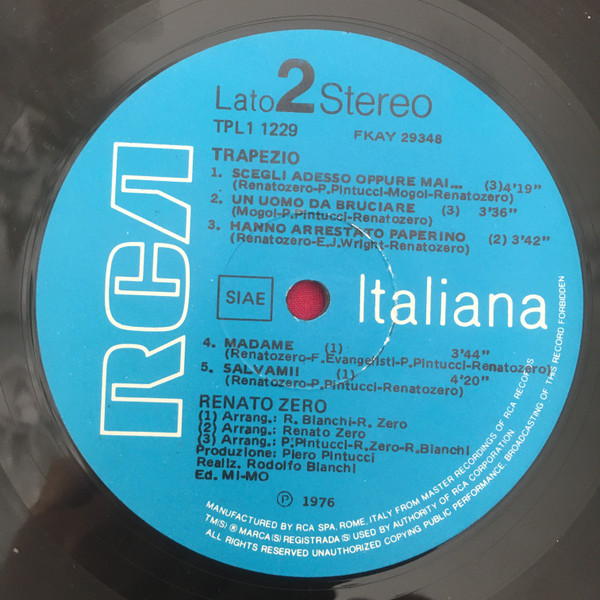 Lato 2 Stereo
TPL1 1229 FKAY 29348
TRAPEZIO
1. SCEGLI ADESSO OPPURE MAI... (3)4'19"
(Renatozero-P.Pintucci-Mogol-Renatozero)
2. UN UOMO DA BRUCIARE (3) 3'36"
(Mogol-P.Pintucci-Renatozero)
3. HANNO ARRESTATO PAPERINO (2) 3'42"
(Renatozero-E.J.Wright-Renatozero)
RCA
SIAE
Italiana
4. MADAME (1) 3'44"
(Renatozero-F.Evangelisti-P.Pintucci-Renatozero)
5. SALVAMII (1) 4'20"
(Renatozero-P.Pintucci-Renatozero)
RENATO ZERO
(1) Arrang.: R. Bianchi-R. Zero
(2) Arrang.: Renato Zero
(3) Arrang.: P.Pintucci-R.Zero-R.Bianchi
Produzione: Piero Pintucci
Realiz. Rodolfo Bianchi
Ed. MI-MO
Ⓟ 1976
MANUFACTURED BY RCA SPA, ROME, ITALY FROM MASTER RECORDINGS OF RCA RECORDS
TM(S) ® MARCA(S) REGISTRADA(S) USED BY AUTHORITY OF RCA CORPORATION
ALL RIGHTS RESERVED UNAUTHORIZED COPYING PUBLIC PERFORMANCE, BROADCASTING OF THIS RECORD FORBIDDEN